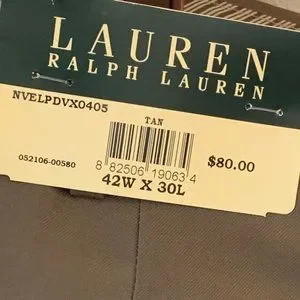 LAUREN
RALPH LAUREN
NVELPDVX0405
TAN
052106-00580
8 82506 19063 4
$80.00
42W X 30L